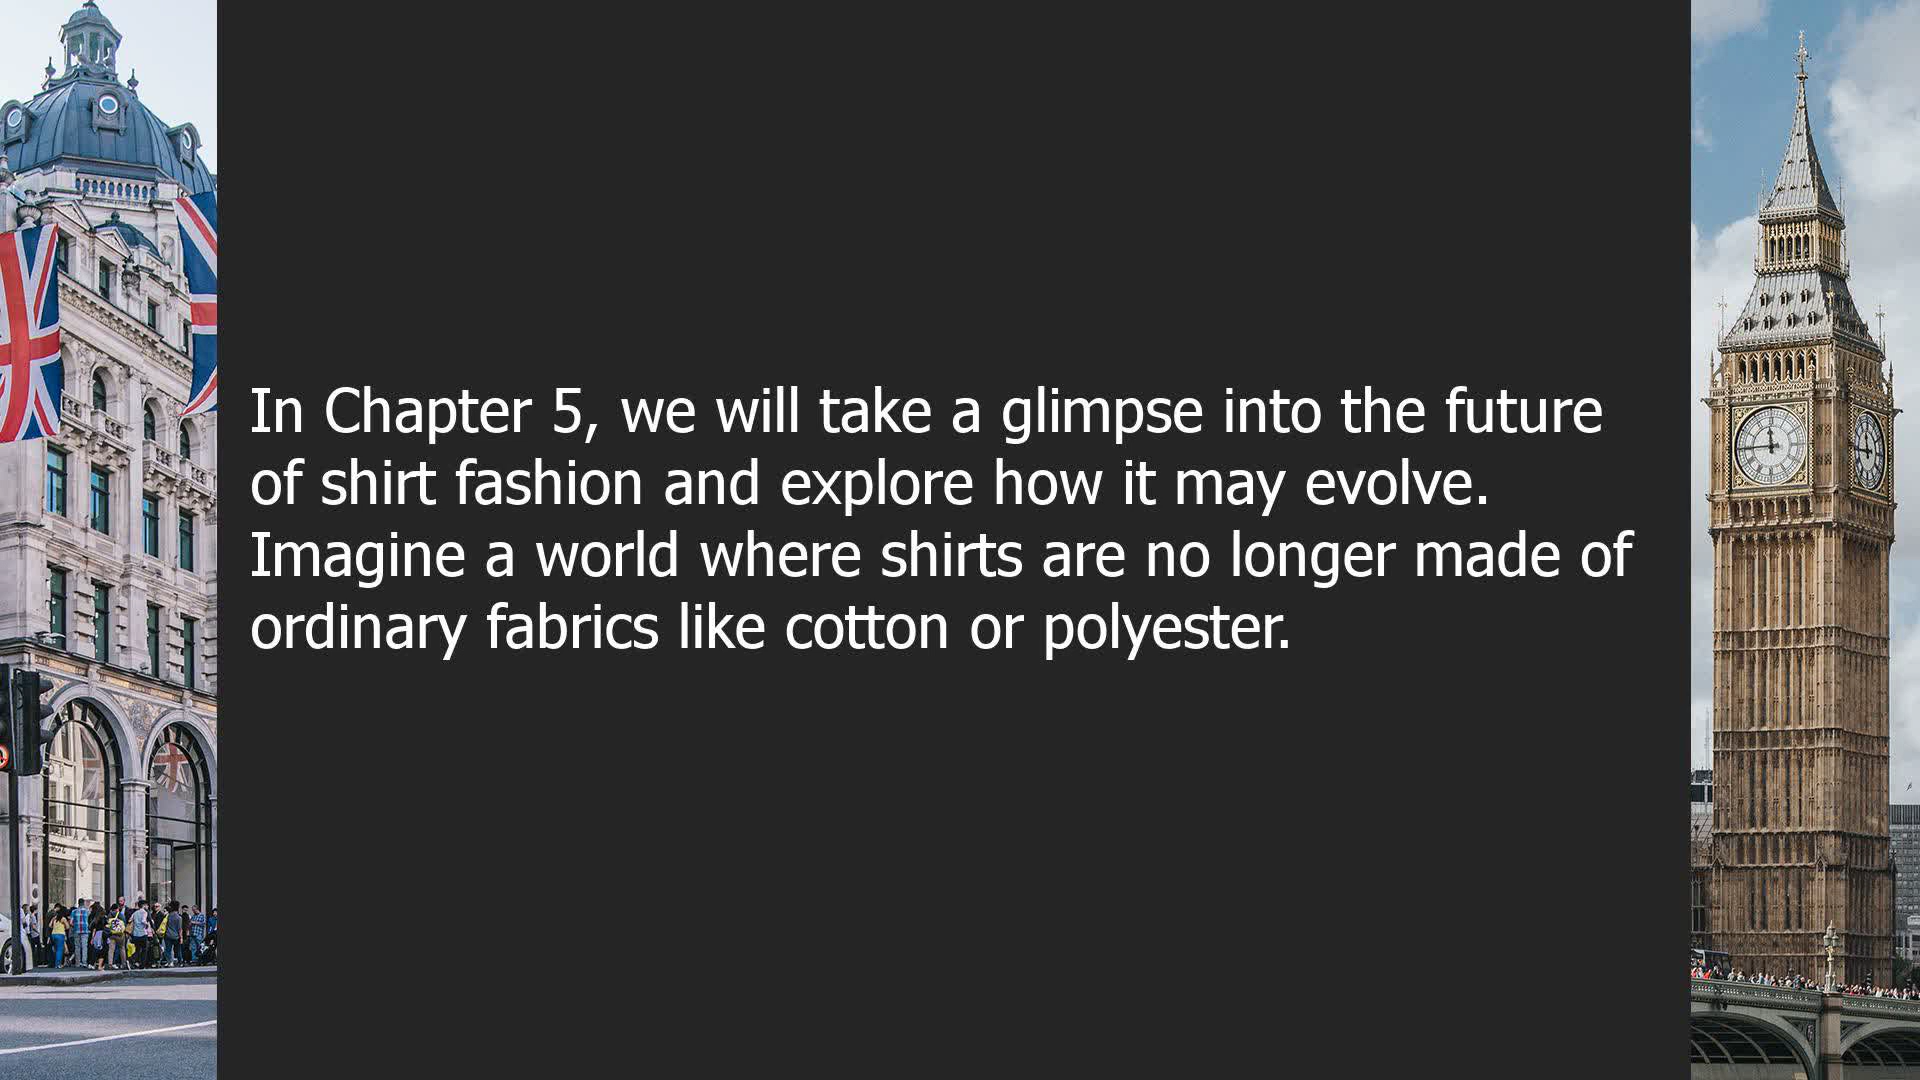 In Chapter 5, we will take a glimpse into the future
of shirt fashion and explore how it may evolve.
Imagine a world where shirts are no longer made of
ordinary fabrics like cotton or polyester.